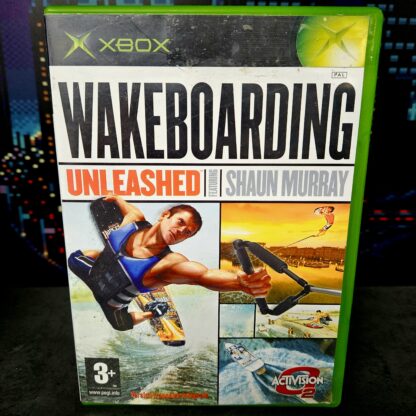 XBOX
PAL
WAKEBOARDING
UNLEASHED FEATURING SHAUN MURRAY
3+
www.pegi.info
ACTIVISION
O2